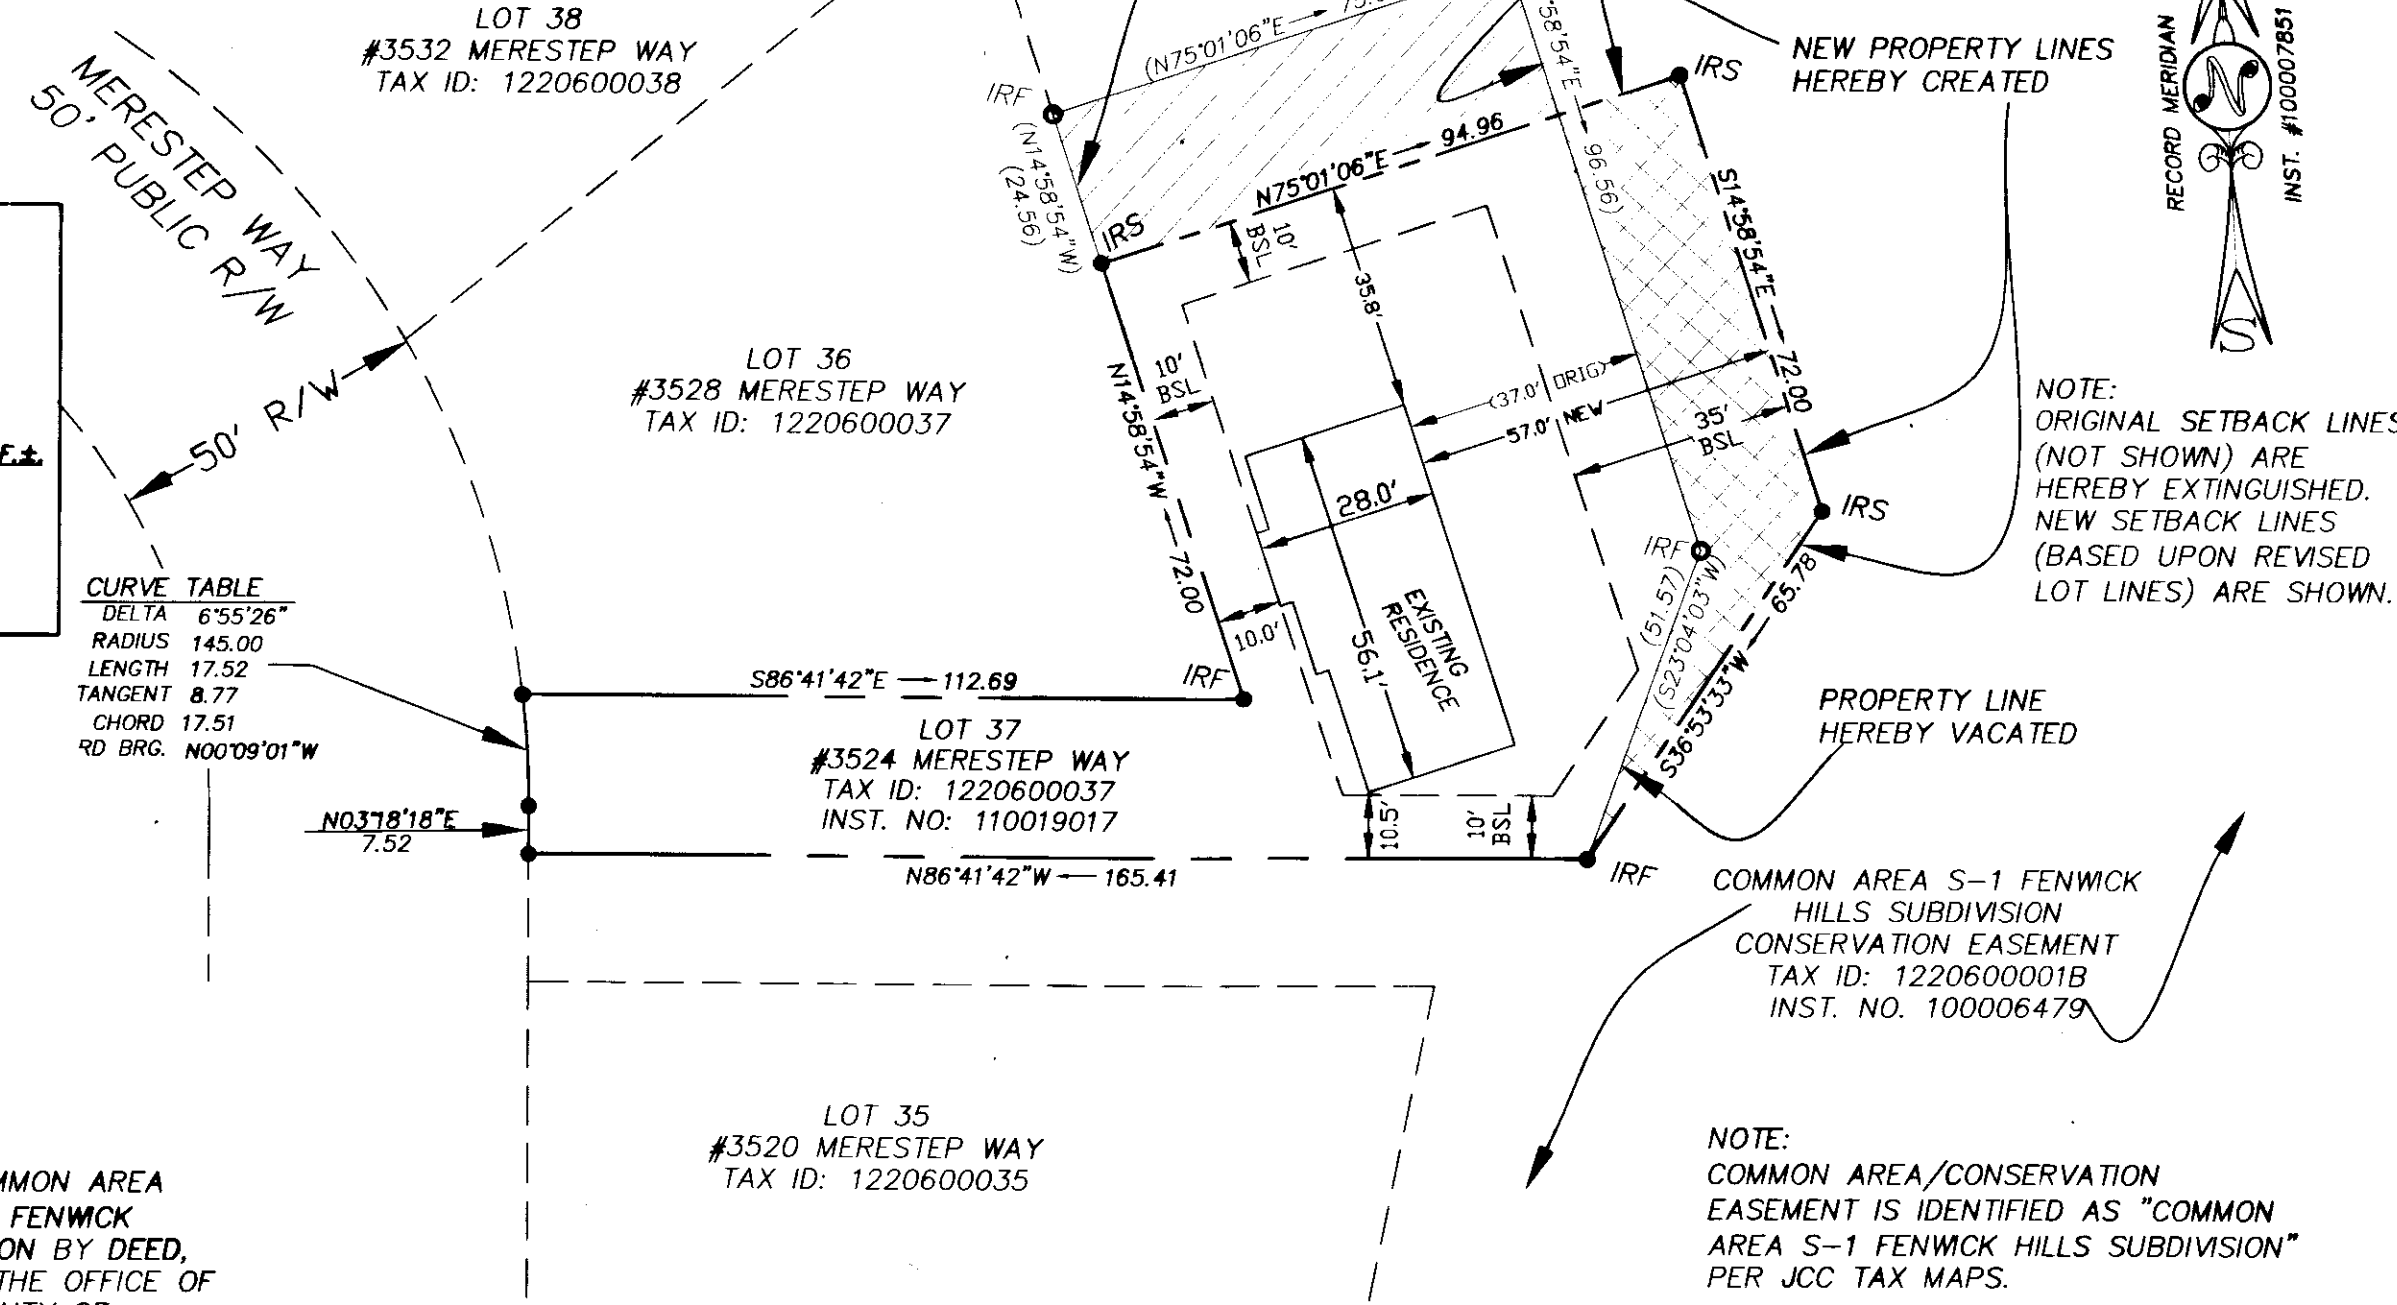 LOT 38
#3532 MERESTEP WAY
TAX ID: 1220600038
MERESTEP WAY
50' PUBLIC R/W
50' R/W
LOT 36
#3528 MERESTEP WAY
TAX ID: 1220600037
IRF
(N75°01'06"E
(N14°58'54"W)
(24.56)
IRS
N75°01'06"E 94.96
10'
BSL
35.8'
58'54"E 96.56)
IRS
S14°58'54"E 72.00
NEW PROPERTY LINES
HEREBY CREATED
RECORD MERIDIAN
N
INST. #100007851
S
NOTE:
ORIGINAL SETBACK LINES
(NOT SHOWN) ARE
HEREBY EXTINGUISHED.
NEW SETBACK LINES
(BASED UPON REVISED
LOT LINES) ARE SHOWN.
10'
BSL
N14°58'54"W 72.00
(37.0' ORIG)
57.0' NEW
35'
BSL
28.0'
56.1'
EXISTING
RESIDENCE
10.0'
IRF
IRS
IRF
(51.57)
(S23°04'03"W)
S36°53'33"W 65.78
F.±
CURVE TABLE
DELTA 6°55'26"
RADIUS 145.00
LENGTH 17.52
TANGENT 8.77
CHORD 17.51
RD BRG. N00°09'01"W
S86°41'42"E 112.69
LOT 37
#3524 MERESTEP WAY
TAX ID: 1220600037
INST. NO: 110019017
N03°18'18"E
7.52
N86°41'42"W 165.41
10.5'
10'
BSL
IRF
PROPERTY LINE
HEREBY VACATED
COMMON AREA S-1 FENWICK
HILLS SUBDIVISION
CONSERVATION EASEMENT
TAX ID: 1220600001B
INST. NO. 100006479
LOT 35
#3520 MERESTEP WAY
TAX ID: 1220600035
MMON AREA
FENWICK
ON BY DEED,
THE OFFICE OF
NOTE:
COMMON AREA/CONSERVATION
EASEMENT IS IDENTIFIED AS "COMMON
AREA S-1 FENWICK HILLS SUBDIVISION"
PER JCC TAX MAPS.